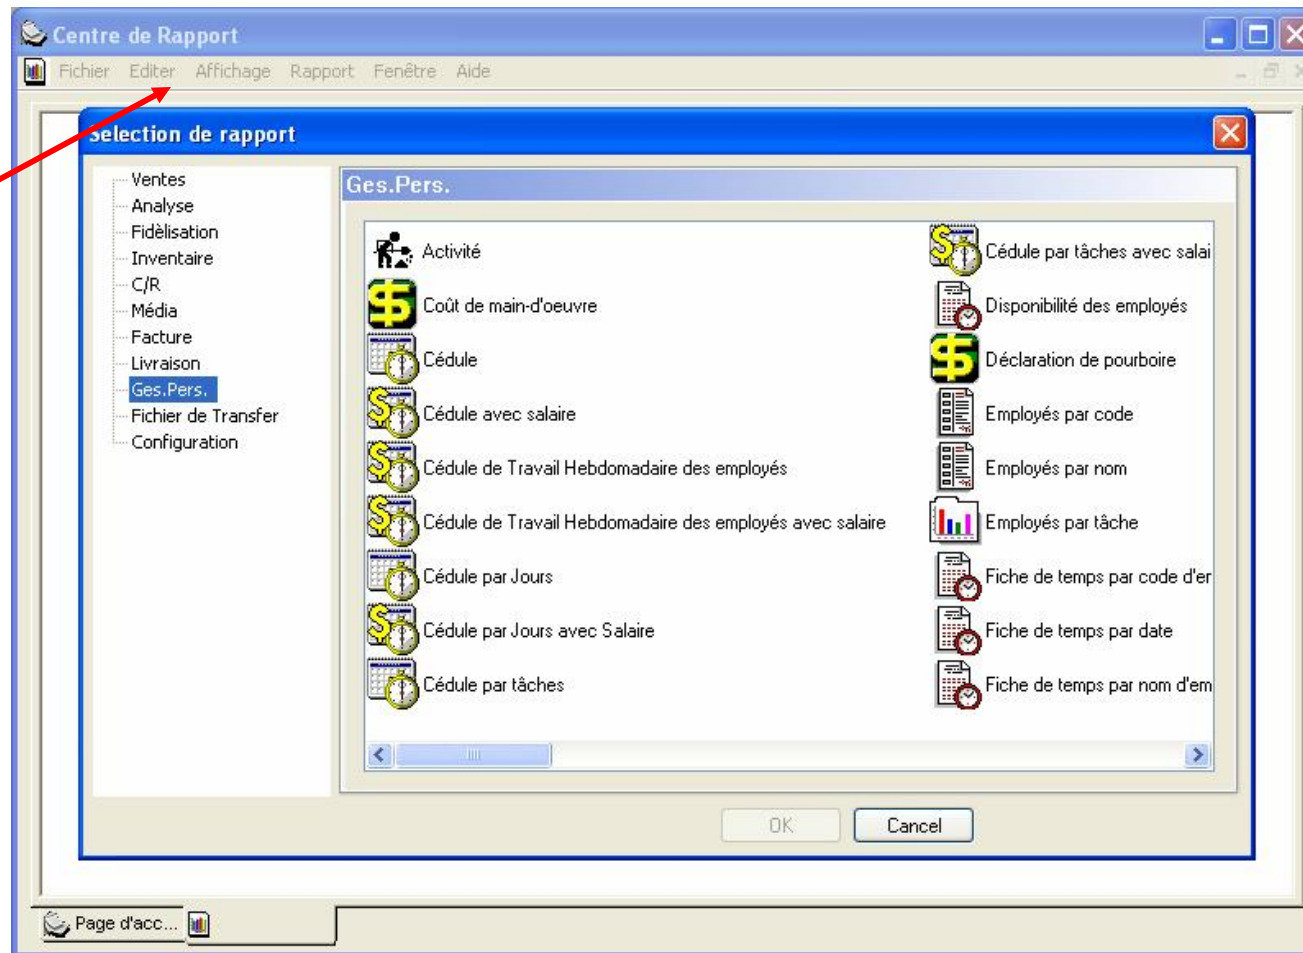 Centre de Rapport
Fichier Editer Affichage Rapport Fenêtre Aide
Selection de rapport
Ventes
Analyse
Fidèlisation
Inventaire
C/R
Média
Facture
Livraison
Ges.Pers.
Fichier de Transfer
Configuration
Ges.Pers.
Activité
Coût de main-d'oeuvre
Cédule
Cédule avec salaire
Cédule de Travail Hebdomadaire des employés
Cédule de Travail Hebdomadaire des employés avec salaire
Cédule par Jours
Cédule par Jours avec Salaire
Cédule par tâches
Cédule par tâches avec salai
Disponibilité des employés
Déclaration de pourboire
Employés par code
Employés par nom
Employés par tâche
Fiche de temps par code d'er
Fiche de temps par date
Fiche de temps par nom d'em
OK Cancel
Page d'acc...